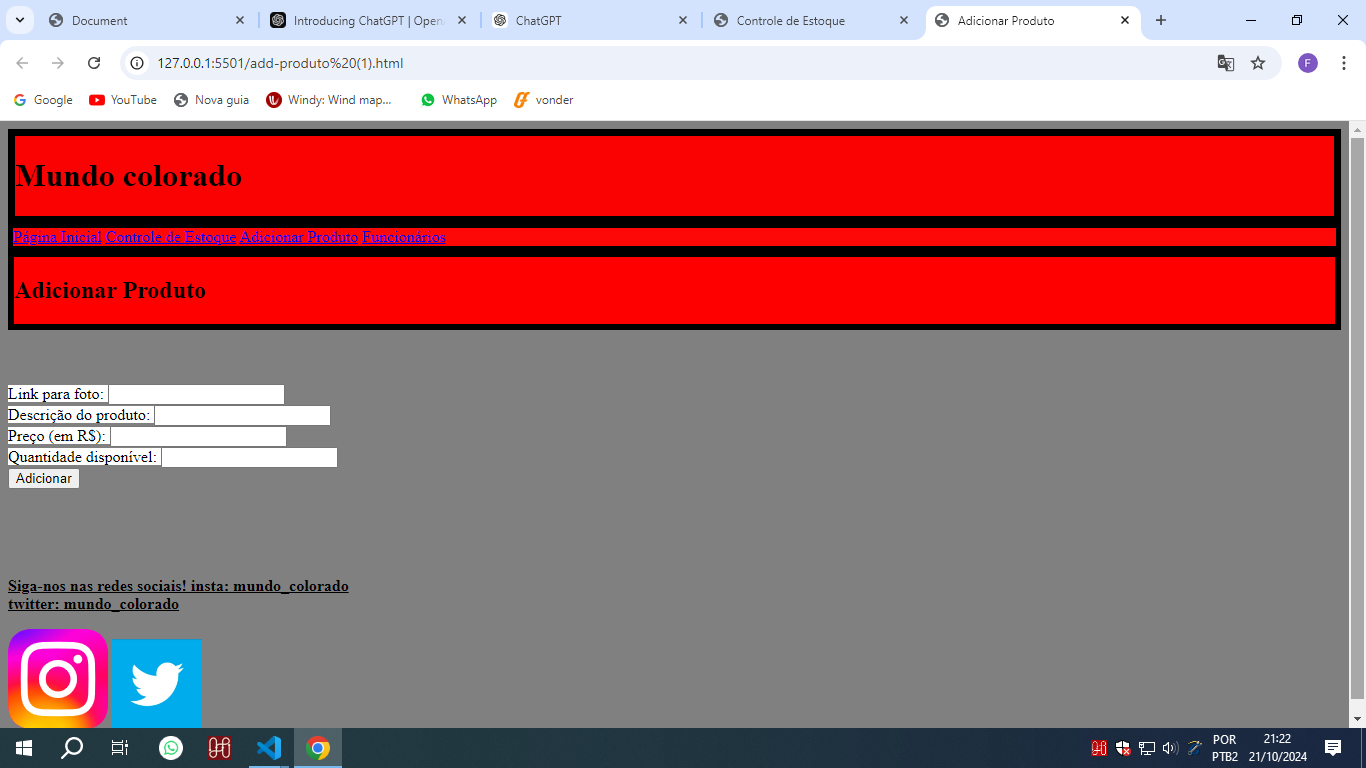 Document
Introducing ChatGPT | Open
ChatGPT
Controle de Estoque
Adicionar Produto
127.0.0.1:5501/add-produto%20(1).html
F
Google
YouTube
Nova guia
Windy: Wind map...
WhatsApp
vonder
Mundo colorado
Página Inicial Controle de Estoque Adicionar Produto Funcionários
Adicionar Produto
Link para foto:
Descrição do produto:
Preço (em R$):
Quantidade disponível:
Adicionar
Siga-nos nas redes sociais! insta: mundo_colorado
twitter: mundo_colorado
POR
PTB2
21:22
21/10/2024